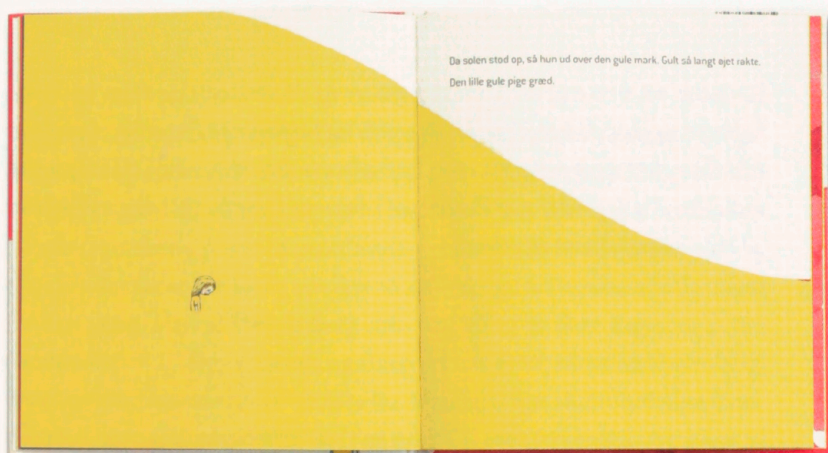 Da solen stod op, så hun ud over den gule mark. Gult så langt øjet rakte.
Den lille gule pige græd.